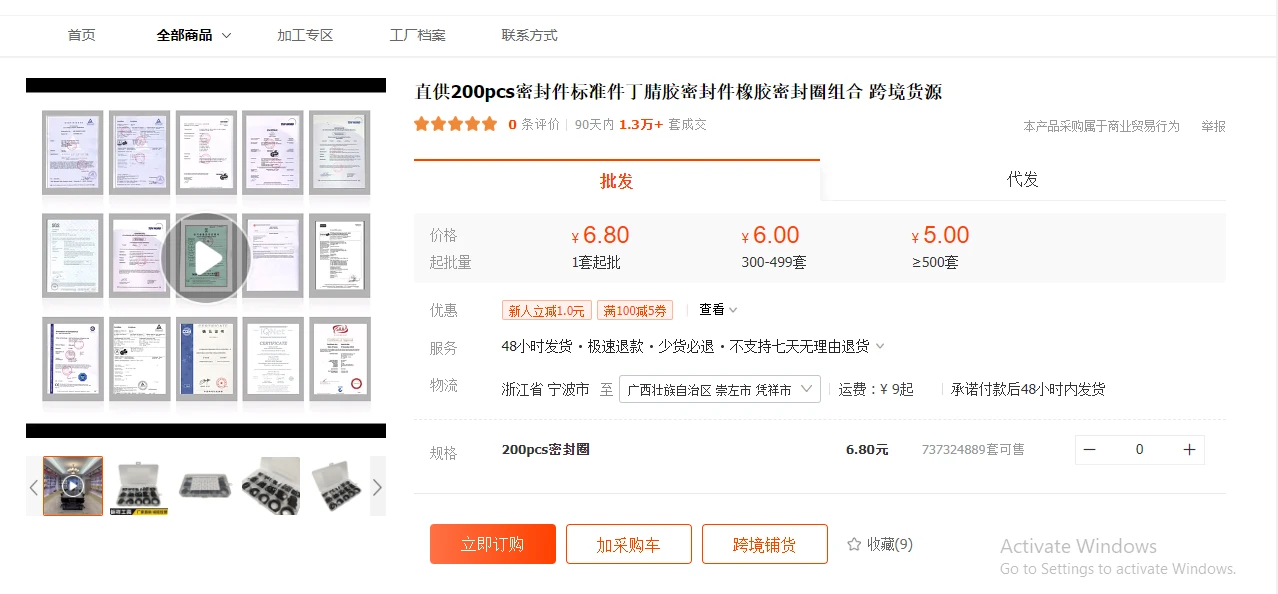 首页 全部商品 加工专区 工厂档案 联系方式
直供200pcs密封件标准件丁腈胶密封件橡胶密封圈组合 跨境货源
0 条评价 90天内 1.3万+ 套成交 本产品采购属于商业贸易行为 举报
批发 代发
价格 ¥ 6.80 ¥ 6.00 ¥ 5.00
起批量 1套起批 300-499套 ≥500套
优惠 新人立减1.0元 满100减5券 查看
服务 48小时发货 · 极速退款 · 少货必退 · 不支持七天无理由退货
物流 浙江省 宁波市 至 广西壮族自治区 崇左市 凭祥市 运费：¥ 9起 承诺付款后48小时内发货
规格 200pcs密封圈 6.80元 737324889套可售 − 0 +
立即订购 加采购车 跨境铺货 收藏(9)
Activate Windows
Go to Settings to activate Windows.